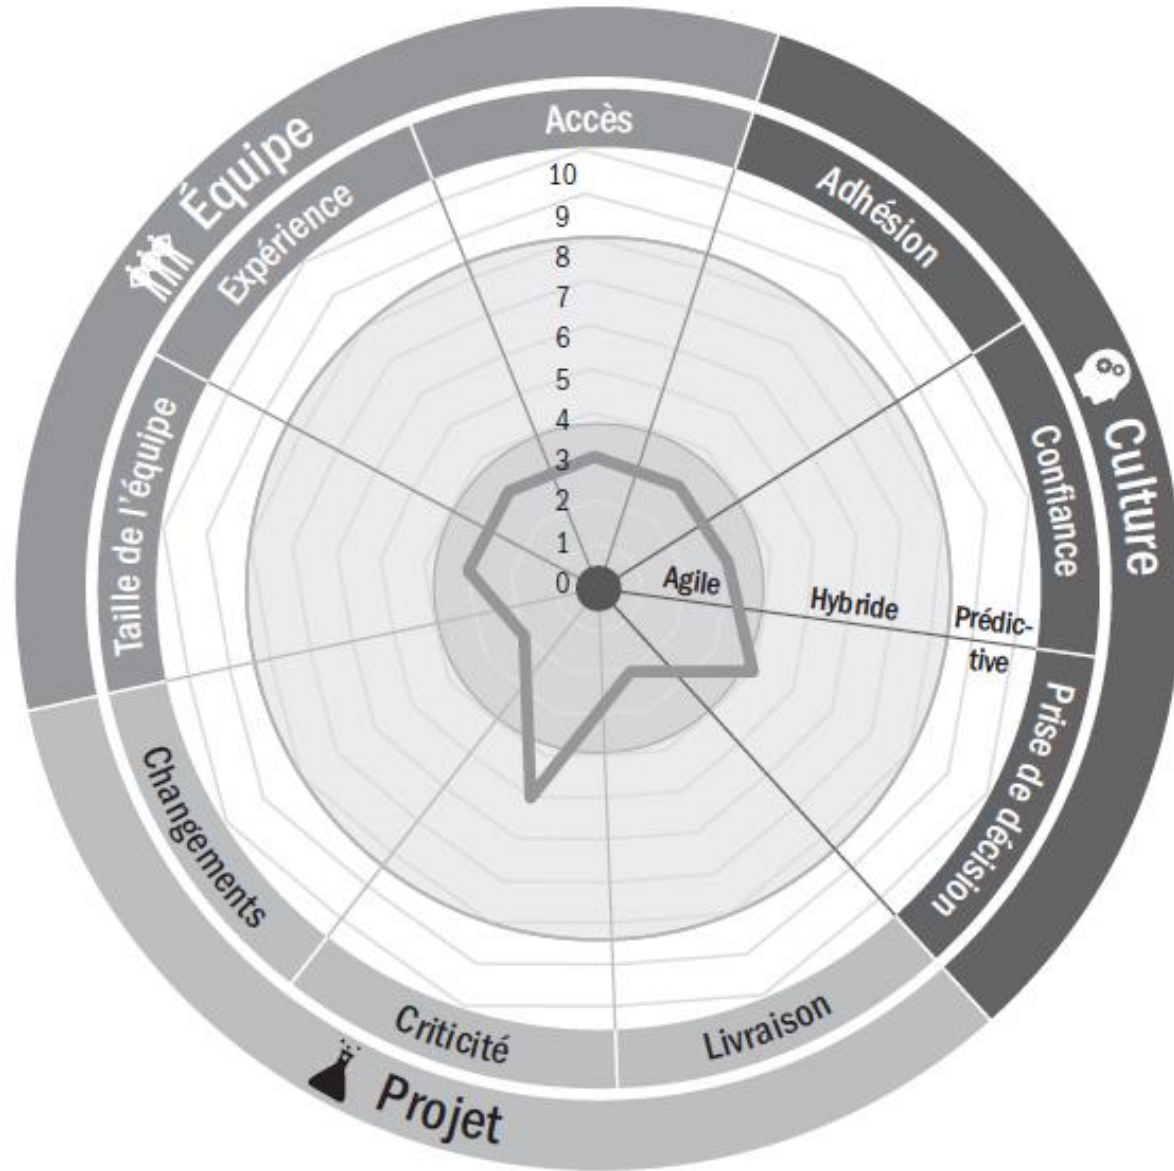 Équipe
Accès
Expérience
Taille de l'équipe
Adhésion
Confiance
Prise de décision
Culture
10
9
8
7
6
5
4
3
2
1
0
Agile
Hybride
Prédic-
tive
Changements
Criticité
Livraison
Projet